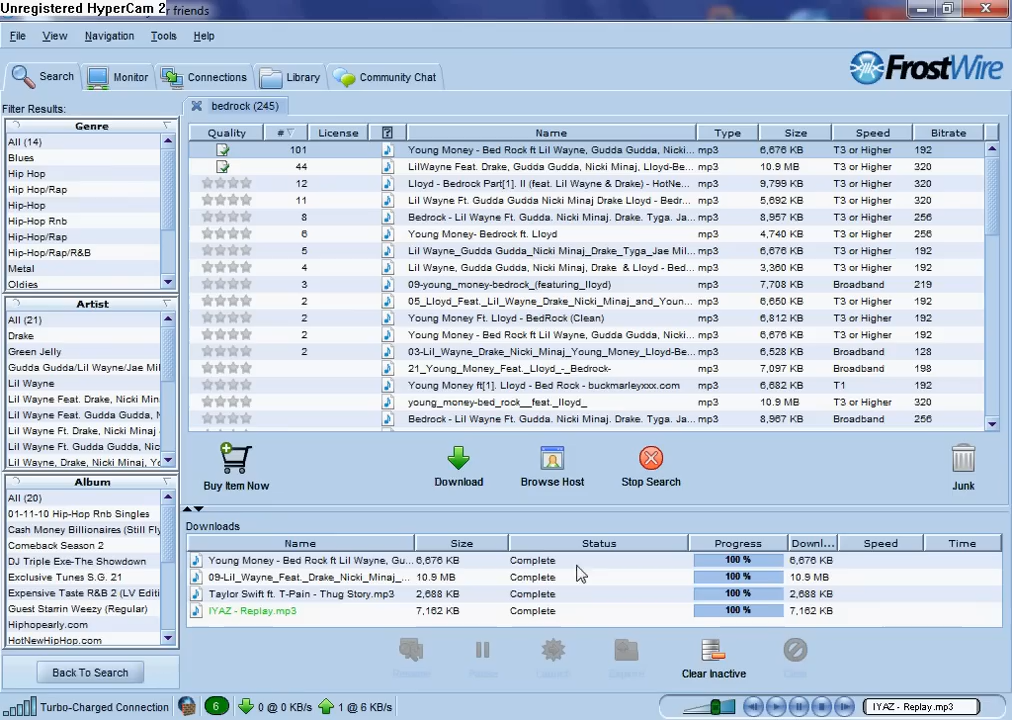 Unregistered HyperCam 2 friends
File View Navigation Tools Help
Search Monitor Connections Library Community Chat
FrostWire
Filter Results:
bedrock (245)
Genre
All (14)
Blues
Hip Hop
Hip Hop/Rap
Hip-Hop
Hip-Hop Rnb
Hip-Hop/Rap
Hip-Hop/Rap/R&B
Metal
Oldies
Artist
All (21)
Drake
Green Jelly
Gudda Gudda/Lil Wayne/Jae Mil
Lil Wayne
Lil Wayne Feat. Drake, Nicki Min
Lil Wayne Feat. Gudda Gudda,
Lil Wayne Ft. Drake, Nicki Minaj
Lil Wayne Ft. Gudda Gudda, Nic
Lil Wayne, Drake, Nicki Minaj, Yo
Album
All (20)
01-11-10 Hip-Hop Rnb Singles
Cash Money Billionaires (Still Fly
Comeback Season 2
DJ Triple Exe-The Showdown
Exclusive Tunes S.G. 21
Expensive Taste R&B 2 (LV Editi
Guest Starrin Weezy (Regular)
Hiphopearly.com
HotNewHipHop.com
Back To Search
Quality # License Name Type Size Speed Bitrate
101 Young Money - Bed Rock ft Lil Wayne, Gudda Gudda, Nicki... mp3 6,676 KB T3 or Higher 192
44 LilWayne Feat. Drake, Gudda Gudda, Nicki Minaj, Lloyd-Be... mp3 10.9 MB T3 or Higher 320
12 Lloyd - Bedrock Part[1]. II (feat. Lil Wayne & Drake) - HotNe... mp3 9,799 KB T3 or Higher 320
11 Lil Wayne Ft. Gudda Gudda Nicki Minaj Drake Lloyd - Bedr... mp3 5,692 KB T3 or Higher 320
8 Bedrock - Lil Wayne Ft. Gudda. Nicki Minaj. Drake. Tyga. Ja... mp3 8,957 KB T3 or Higher 256
6 Young Money- Bedrock ft. Lloyd mp3 4,740 KB T3 or Higher 256
5 Lil Wayne_Gudda Gudda_Nicki Minaj_Drake_Tyga_Jae Mil... mp3 6,676 KB T3 or Higher 192
4 Lil Wayne, Gudda Gudda, Nicki Minaj, Drake & Lloyd - Bed... mp3 3,360 KB T3 or Higher 192
3 09-young_money-bedrock_(featuring_lloyd) mp3 7,708 KB Broadband 219
2 05_Lloyd_Feat._Lil_Wayne_Drake_Nicki_Minaj_and_Youn... mp3 6,650 KB T3 or Higher 192
2 Young Money Ft. Lloyd - BedRock (Clean) mp3 6,812 KB T3 or Higher 192
2 Young Money - Bed Rock ft Lil Wayne, Gudda Gudda, Nicki... mp3 6,676 KB T3 or Higher 192
2 03-Lil_Wayne_Drake_Nicki_Minaj_Young_Money_Lloyd-Be... mp3 6,528 KB Broadband 128
21_Young_Money_Feat._Lloyd_-_Bedrock- mp3 7,097 KB Broadband 198
Young Money ft[1]. Lloyd - Bed Rock - buckmarleyxxx.com mp3 6,682 KB T1 192
young_money-bed_rock__feat._lloyd_ mp3 10.9 MB T3 or Higher 320
Bedrock - Lil Wayne Ft. Gudda. Nicki Minaj. Drake. Tyga. Ja... mp3 8,967 KB Broadband 256
Buy Item Now Download Browse Host Stop Search Junk
Downloads
Name Size Status Progress Downl... Speed Time
Young Money - Bed Rock ft Lil Wayne, Gu... 6,676 KB Complete 100 % 6,676 KB
09-Lil_Wayne_Feat._Drake_Nicki_Minaj_... 10.9 MB Complete 100 % 10.9 MB
Taylor Swift ft. T-Pain - Thug Story.mp3 2,688 KB Complete 100 % 2,688 KB
IYAZ - Replay.mp3 7,162 KB Complete 100 % 7,162 KB
Resume Pause Launch Explore Clear Inactive
Turbo-Charged Connection 6 0 @ 0 KB/s 1 @ 6 KB/s IYAZ - Replay.mp3